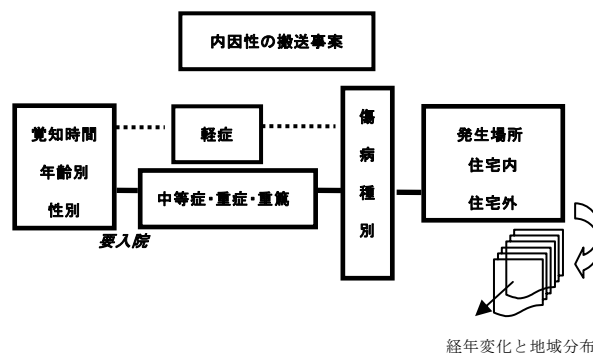 内因性の搬送事案
覚知時間
年齢別
性別
軽症
中等症・重症・重篤
要入院
傷病種別
発生場所
住宅内
住宅外
経年変化と地域分布